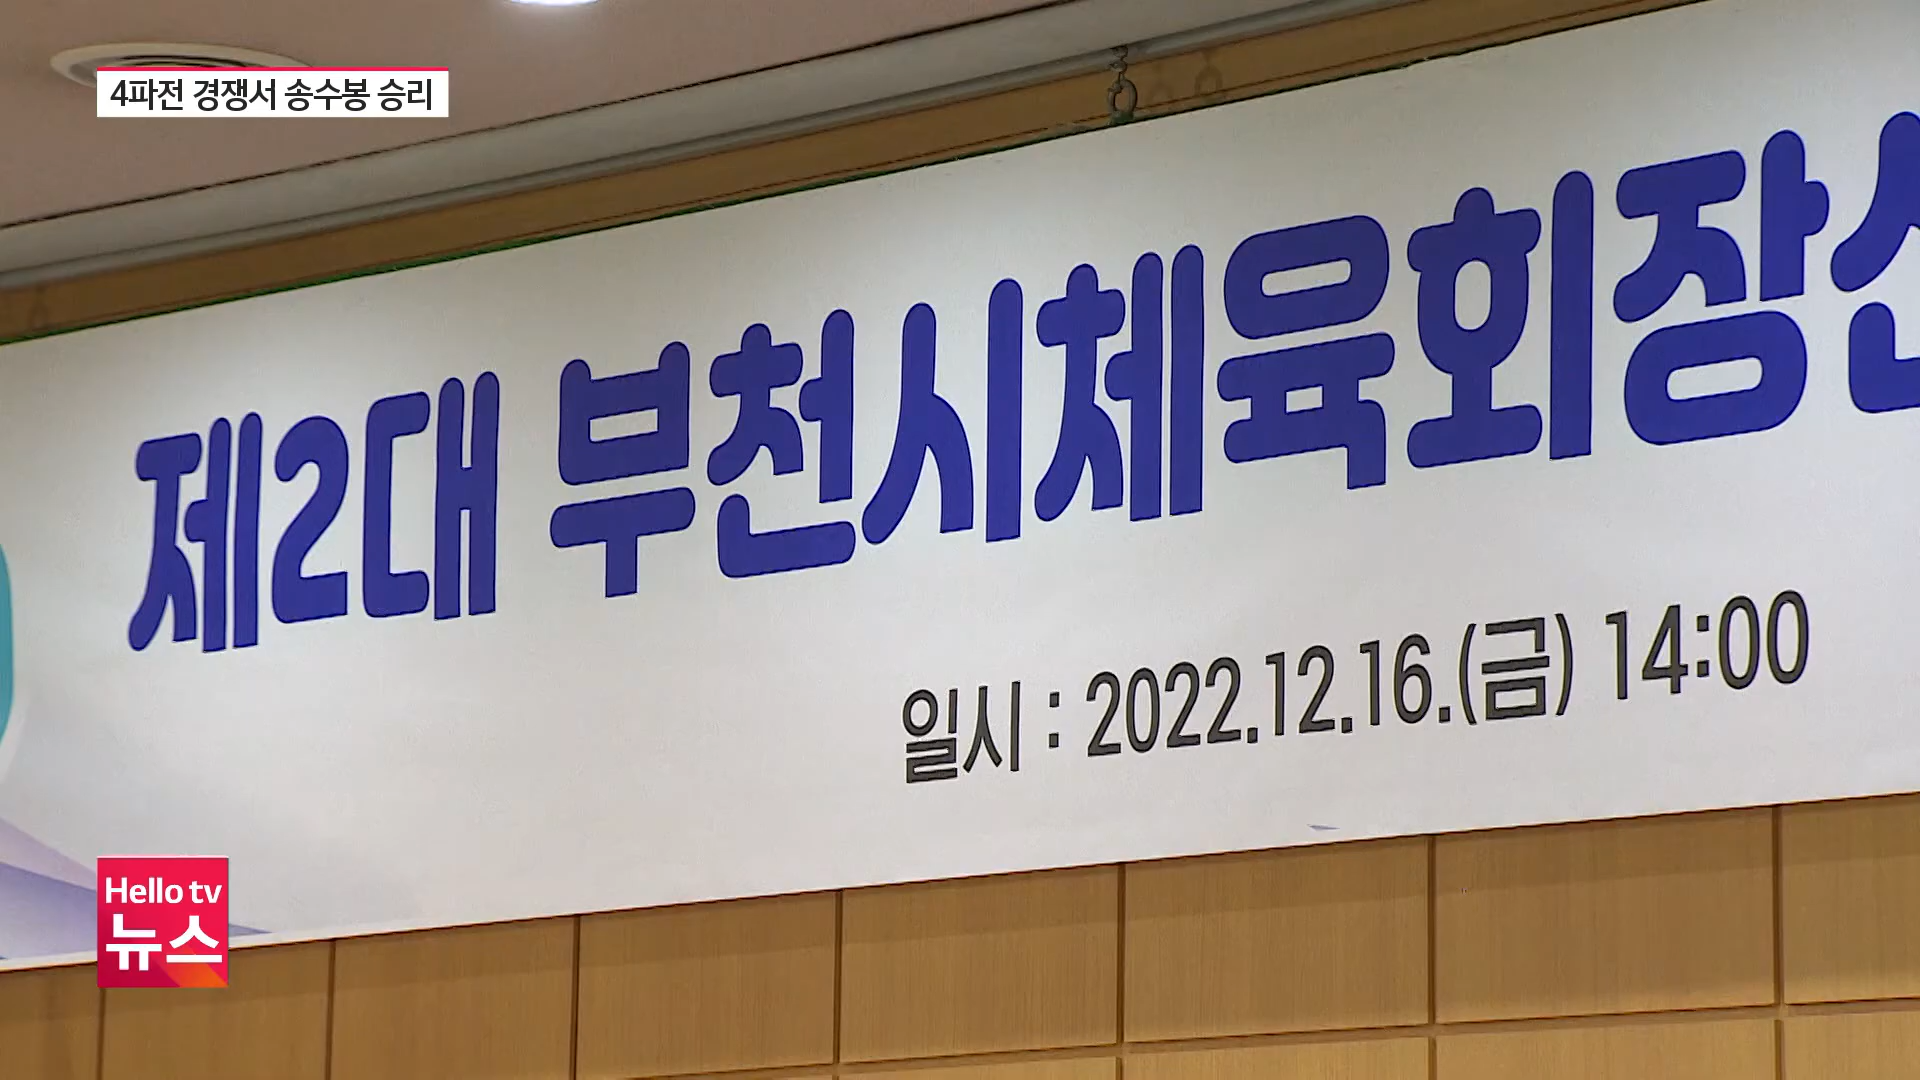 4파전 경쟁서 송수봉 승리
제2대 부천시체육회장선
일시 : 2022.12.16.(금) 14:00
Hello tv
뉴스